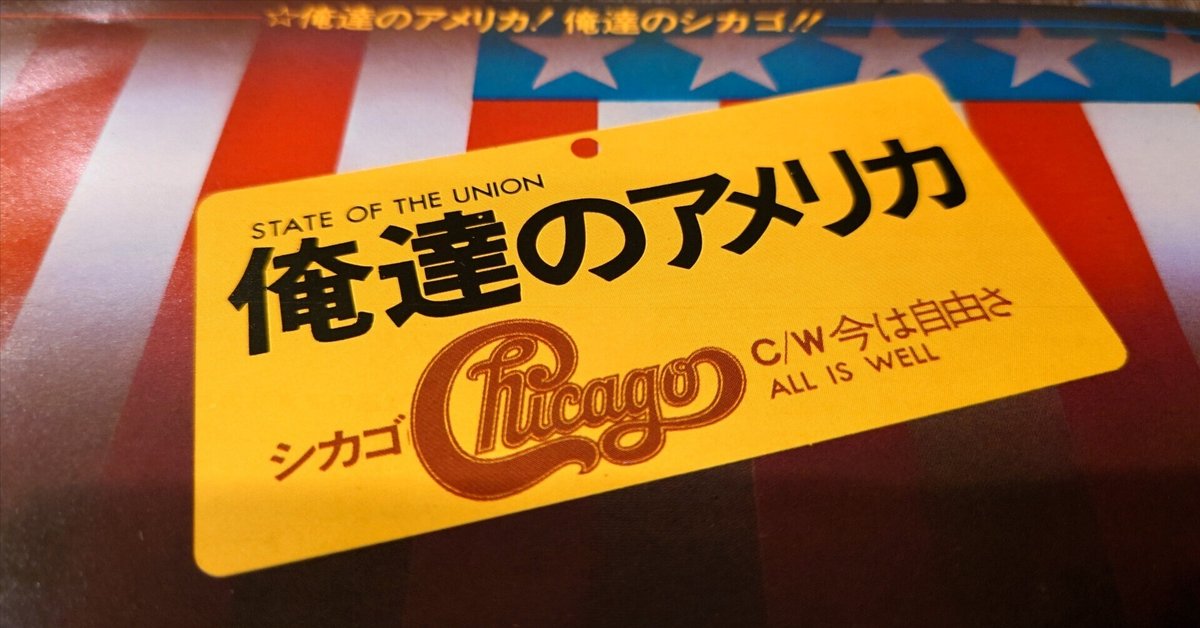 ☆俺達のアメリカ! 俺達のシカゴ!!
STATE OF THE UNION
俺達のアメリカ
シカゴ Chicago
C/W 今は自由さ
ALL IS WELL